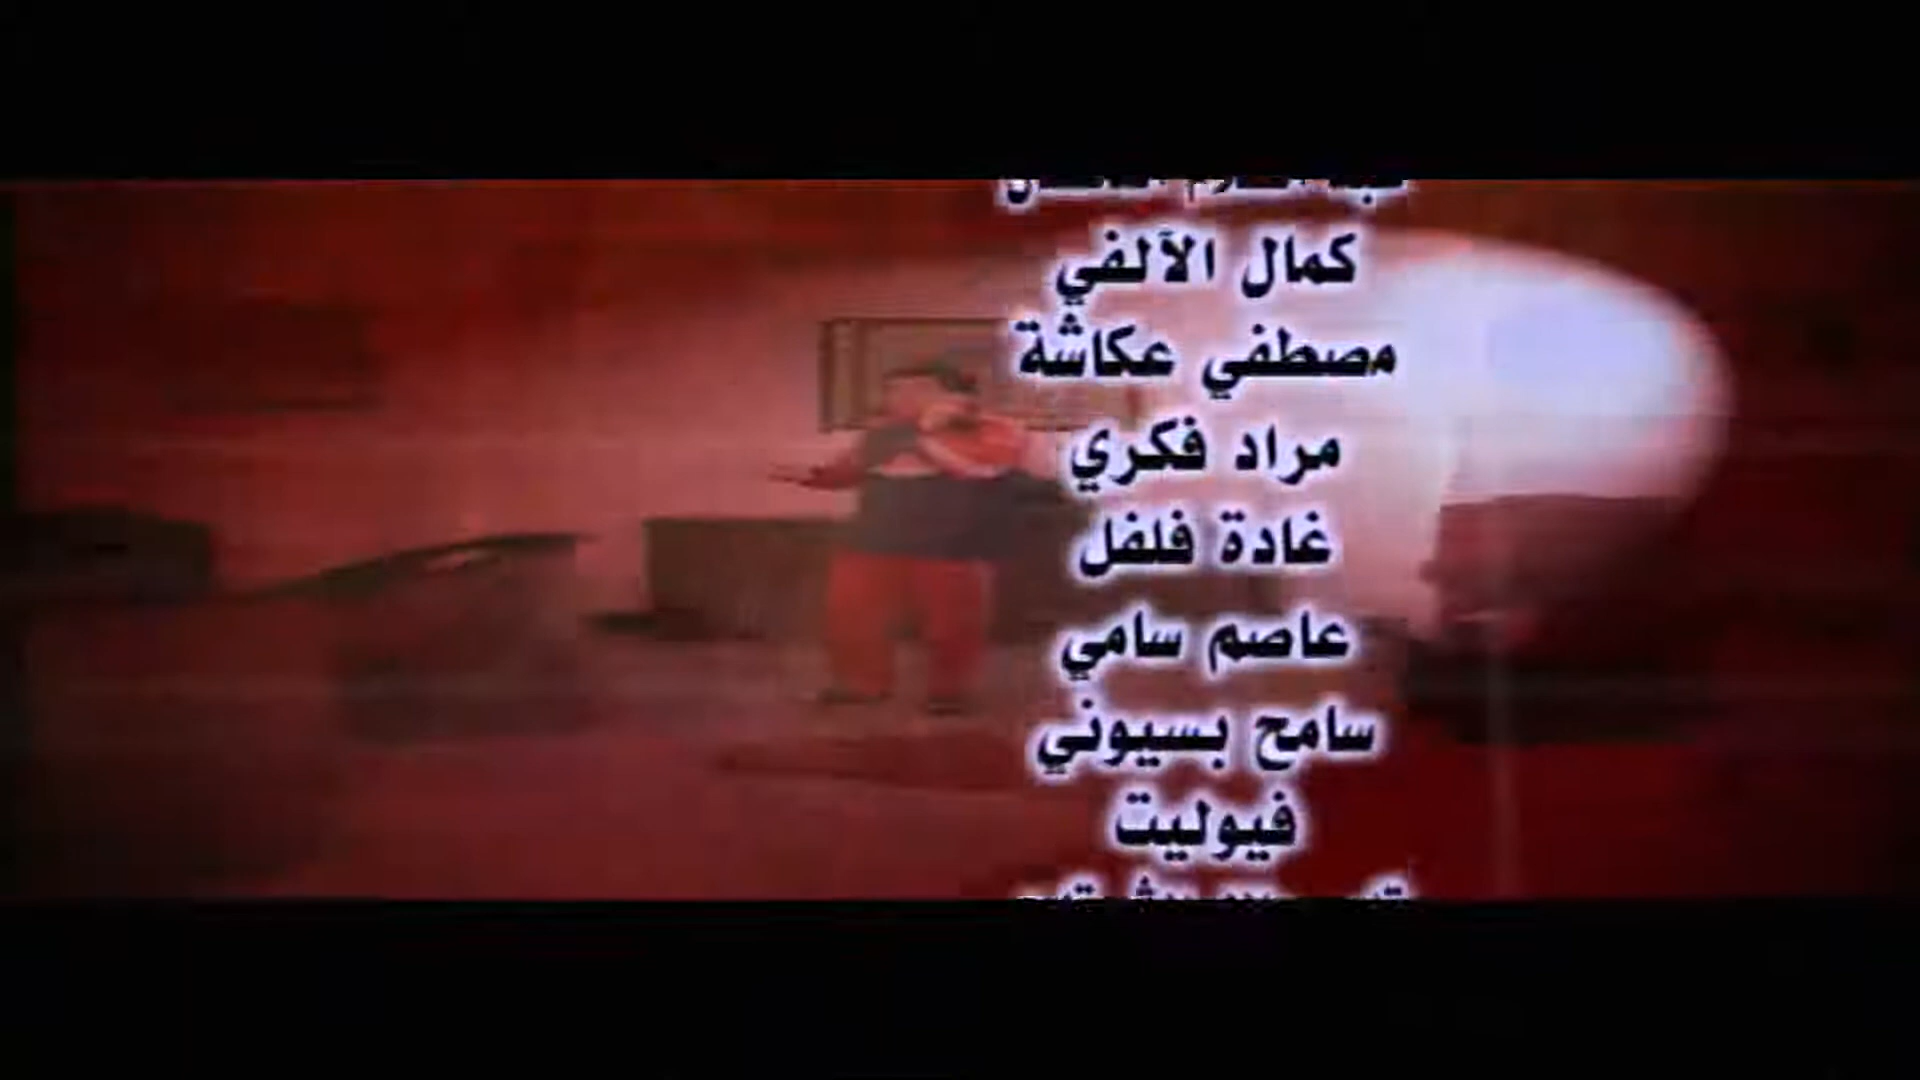 كمال الآلفي
مصطفي عكاشة
مراد فكري
غادة فلفل
عاصم سامي
سامح بسيوني
فيوليت